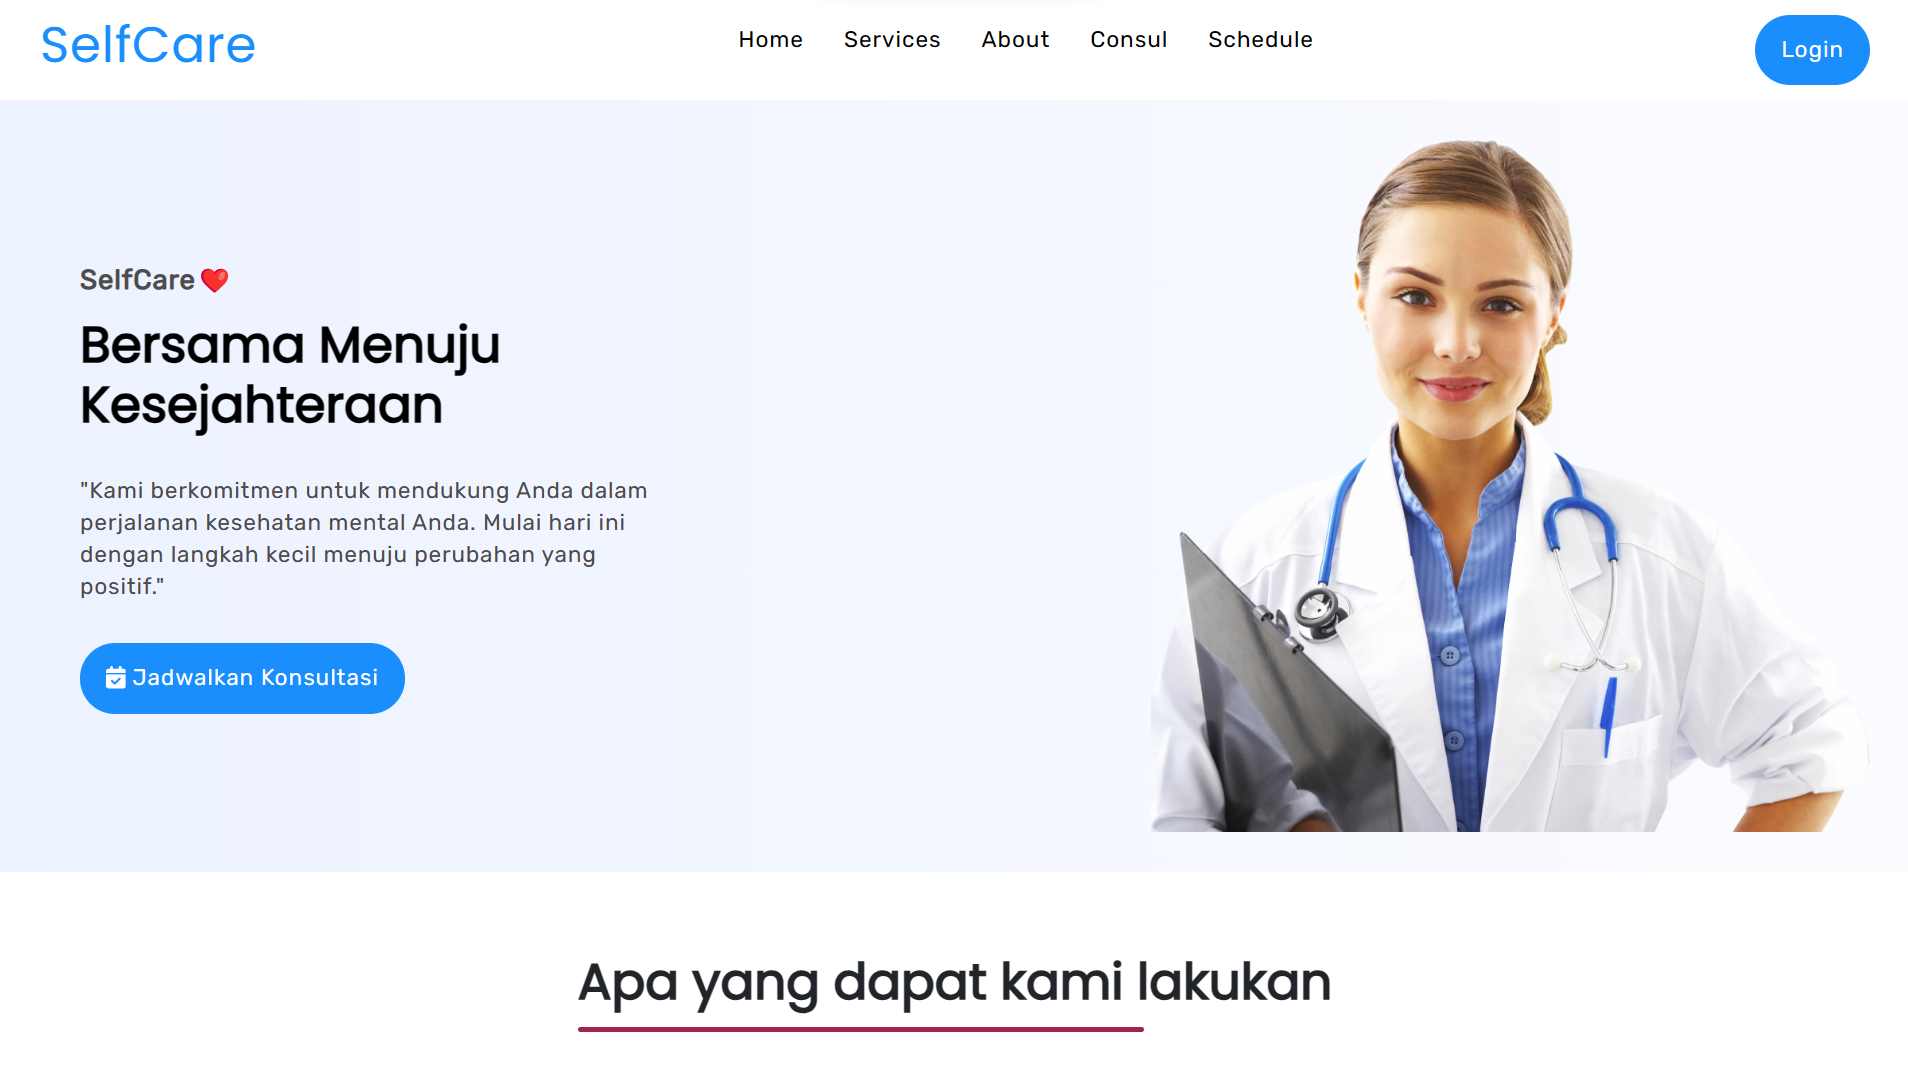 SelfCare
Home Services About Consul Schedule
Login
SelfCare
Bersama Menuju
Kesejahteraan
"Kami berkomitmen untuk mendukung Anda dalam
perjalanan kesehatan mental Anda. Mulai hari ini
dengan langkah kecil menuju perubahan yang
positif."
Jadwalkan Konsultasi
Apa yang dapat kami lakukan